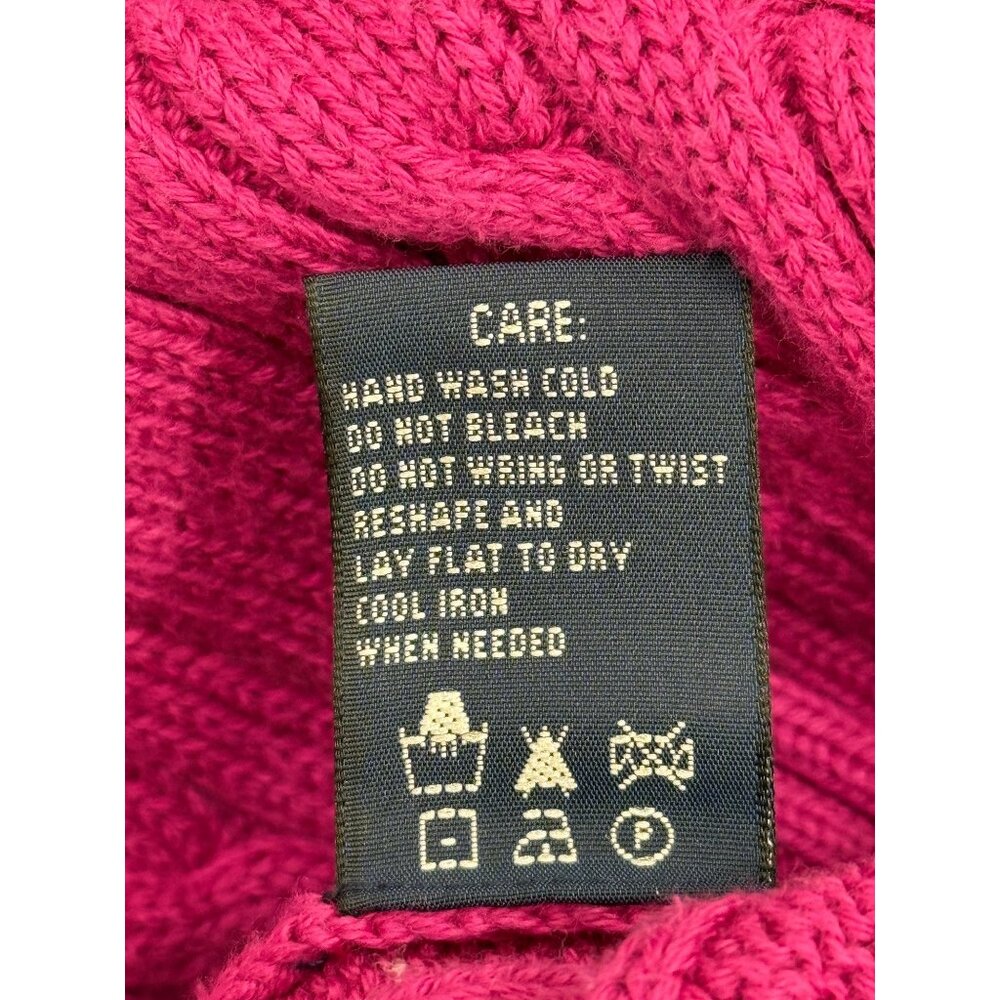 CARE:
HAND WASH COLD
DO NOT BLEACH
DO NOT WRING OR TWIST
RESHAPE AND
LAY FLAT TO DRY
COOL IRON
WHEN NEEDED
P